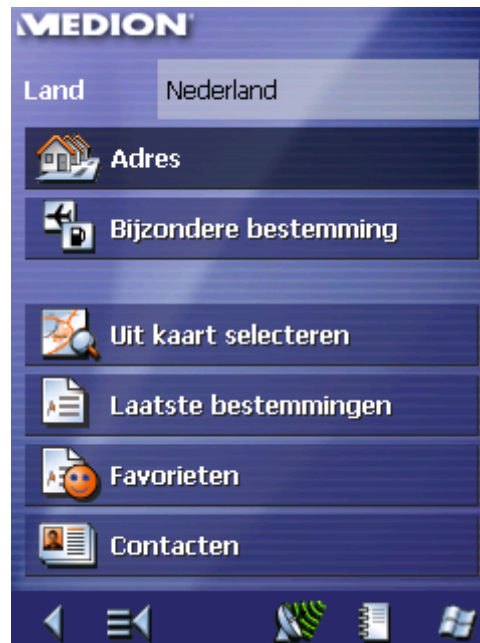 MEDION
Land Nederland
Adres
Bijzondere bestemming
Uit kaart selecteren
Laatste bestemmingen
Favorieten
Contacten